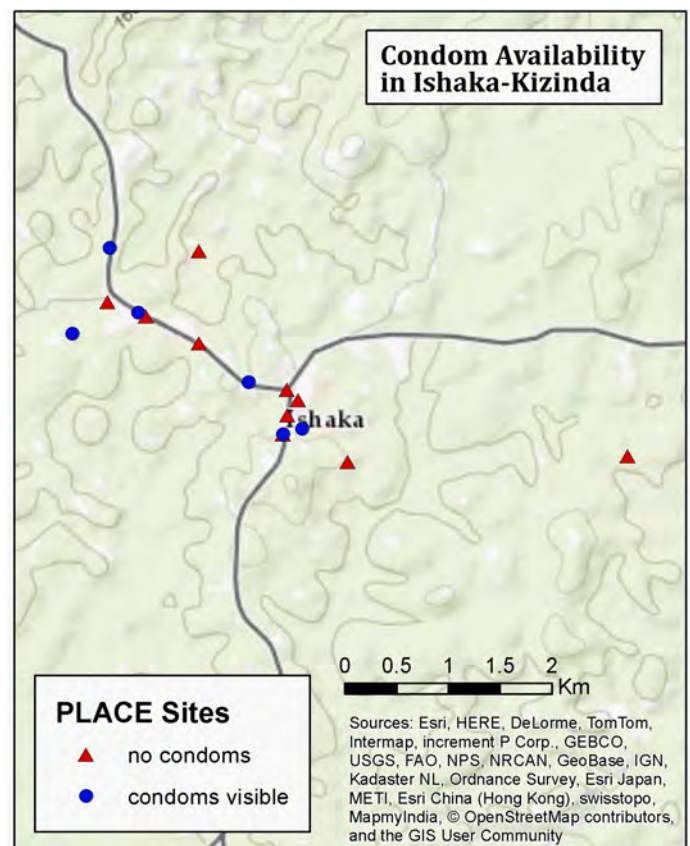 Condom Availability
in Ishaka-Kizinda
Ishaka
0 0.5 1 1.5 2
Km
PLACE Sites
no condoms
condoms visible
Sources: Esri, HERE, DeLorme, TomTom,
Intermap, increment P Corp., GEBCO,
USGS, FAO, NPS, NRCAN, GeoBase, IGN,
Kadaster NL, Ordnance Survey, Esri Japan,
METI, Esri China (Hong Kong), swisstopo,
MapmyIndia, © OpenStreetMap contributors,
and the GIS User Community